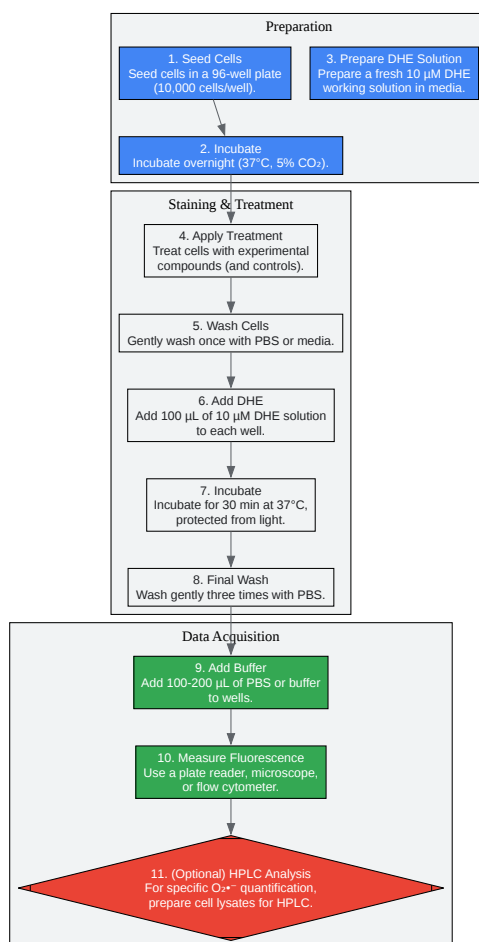 Preparation
1. Seed Cells
Seed cells in a 96-well plate
(10,000 cells/well).
3. Prepare DHE Solution
Prepare a fresh 10 µM DHE
working solution in media.
2. Incubate
Incubate overnight (37°C, 5% CO₂).
Staining & Treatment
4. Apply Treatment
Treat cells with experimental
compounds (and controls).
5. Wash Cells
Gently wash once with PBS or media.
6. Add DHE
Add 100 µL of 10 µM DHE solution
to each well.
7. Incubate
Incubate for 30 min at 37°C,
protected from light.
8. Final Wash
Wash gently three times with PBS.
Data Acquisition
9. Add Buffer
Add 100-200 µL of PBS or buffer
to wells.
10. Measure Fluorescence
Use a plate reader, microscope,
or flow cytometer.
11. (Optional) HPLC Analysis
For specific O₂•⁻ quantification,
prepare cell lysates for HPLC.